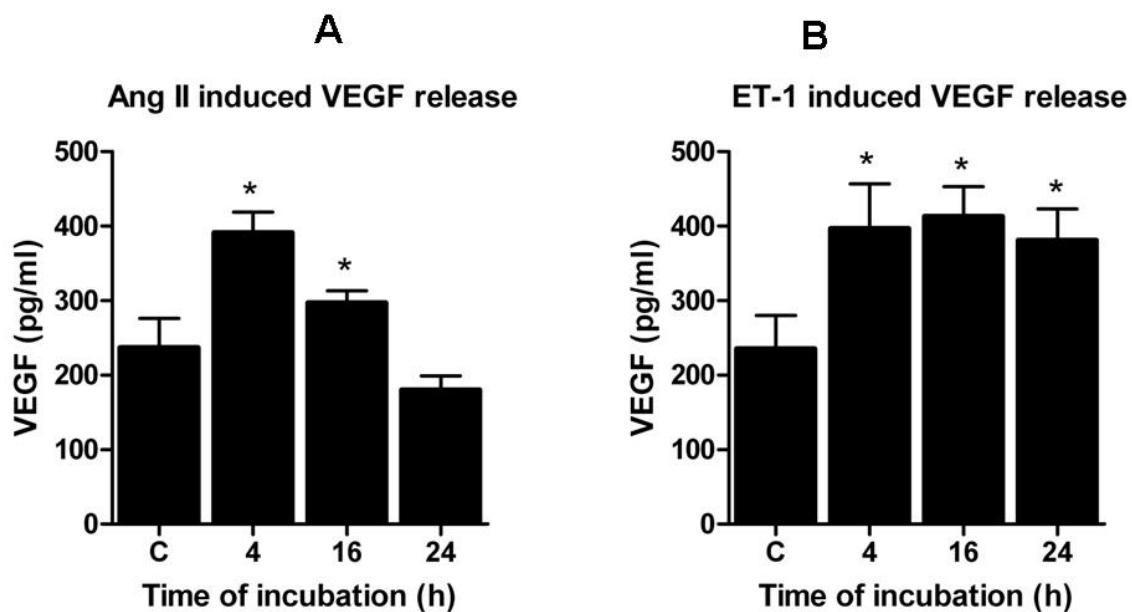 A
Ang II induced VEGF release
VEGF (pg/ml)
500
400
300
200
100
0
*
*
C 4 16 24
Time of incubation (h)
B
ET-1 induced VEGF release
VEGF (pg/ml)
500
400
300
200
100
0
*
*
*
C 4 16 24
Time of incubation (h)